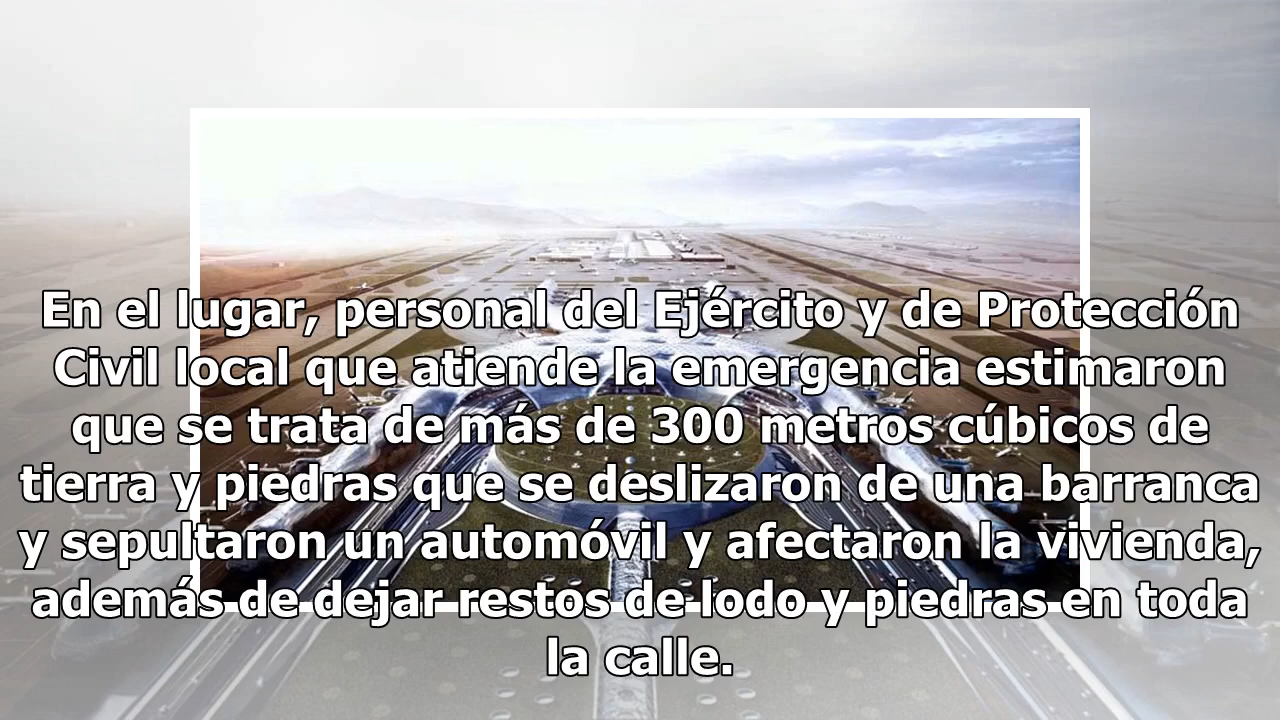 En el lugar, personal del Ejército y de Protección
Civil local que atiende la emergencia estimaron
que se trata de más de 300 metros cúbicos de
tierra y piedras que se deslizaron de una barranca
y sepultaron un automóvil y afectaron la vivienda,
además de dejar restos de lodo y piedras en toda
la calle.